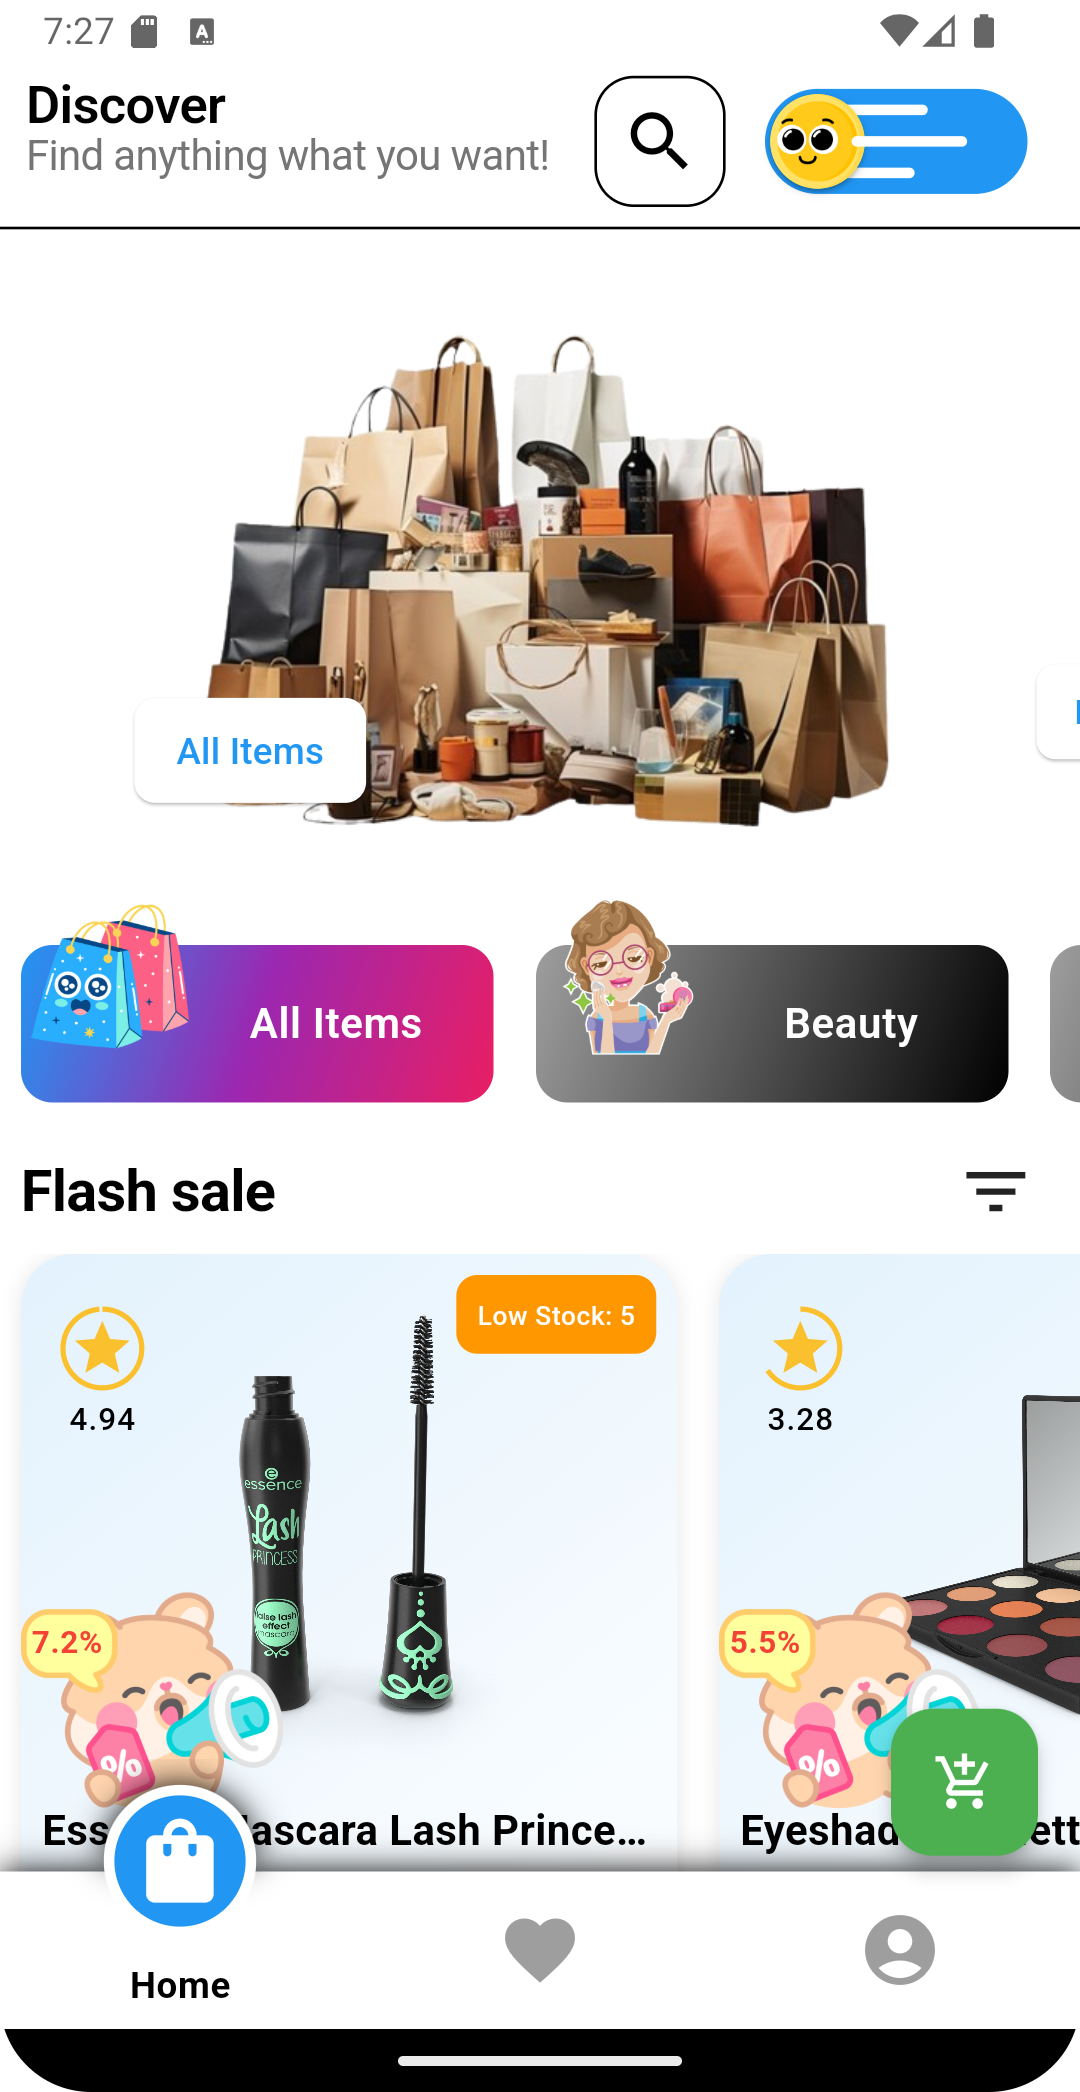 7:27
Discover
Find anything what you want!
All Items
All Items
Beauty
Flash sale
Low Stock: 5
4.94
3.28
essence
Lash
PRINCESS
false lash
effect
mascara
7.2%
5.5%
%
%
Ess
ascara Lash Prince...
Eyeshad
ett
Home